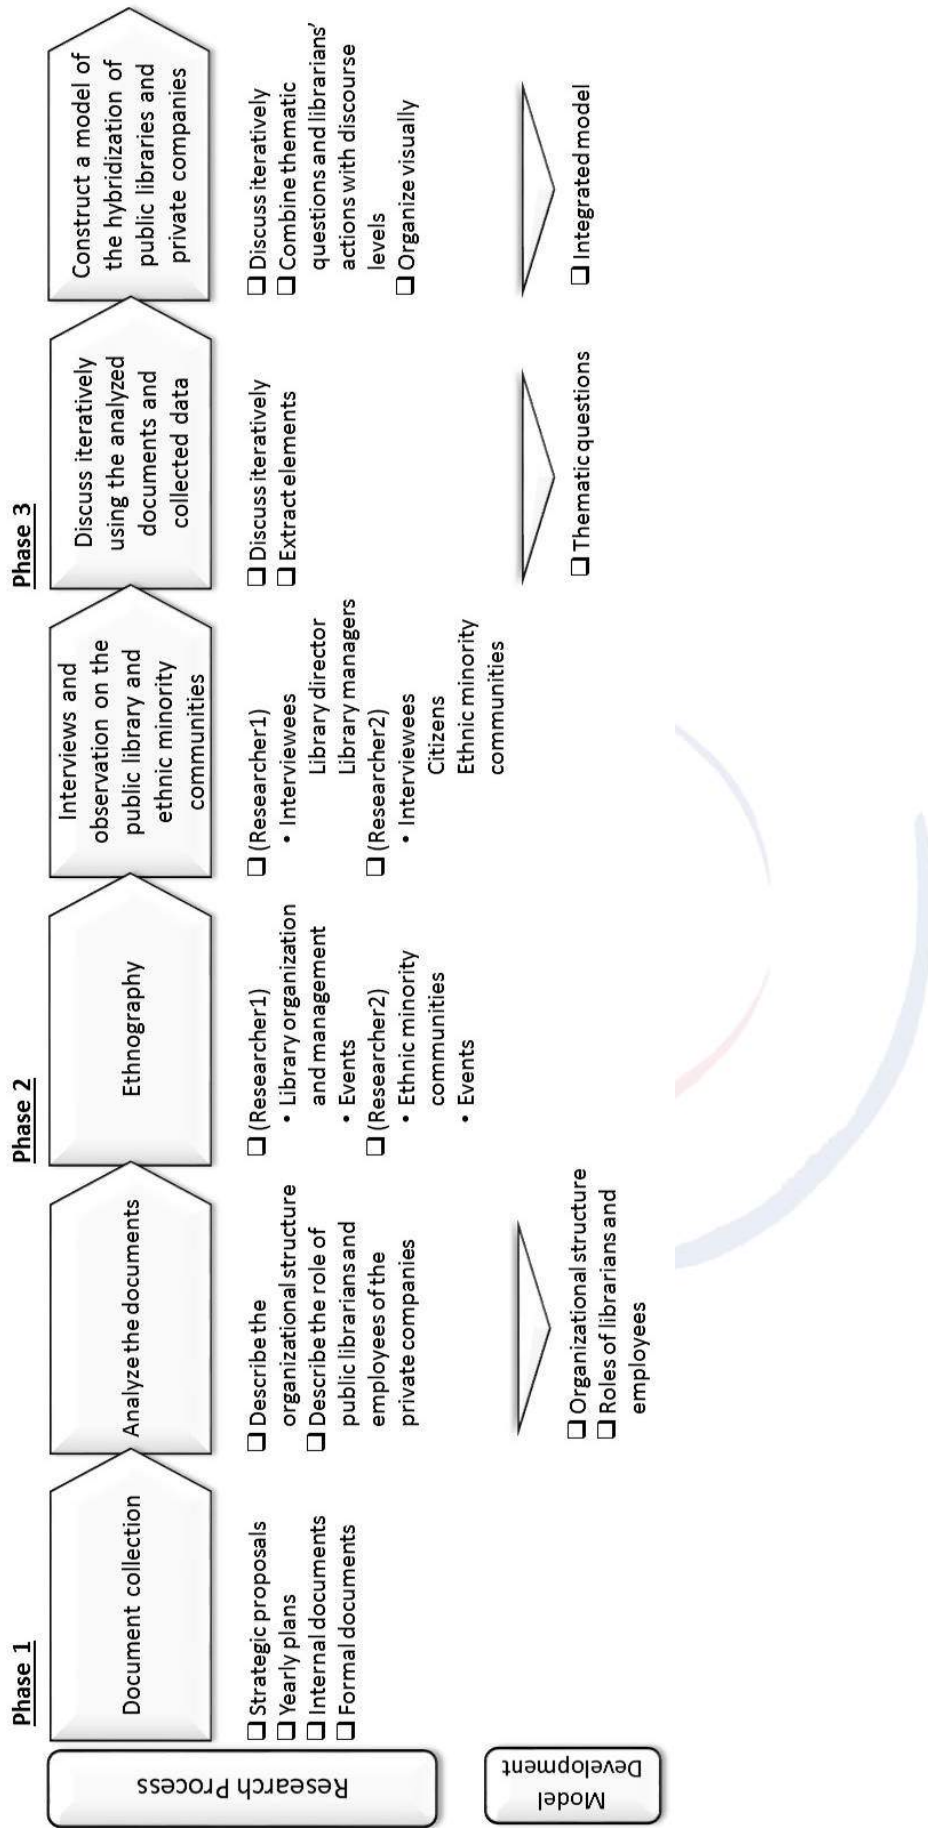 Phase 1
Phase 2
Phase 3
Research Process
Document collection
❑ Strategic proposals
❑ Yearly plans
❑ Internal documents
❑ Formal documents
Analyze the documents
❑ Describe the
organizational structure
❑ Describe the role of
public librarians and
employees of the
private companies
Ethnography
❑ (Researcher1)
• Library organization
and management
• Events
❑ (Researcher2)
• Ethnic minority
communities
• Events
Interviews and
observation on the
public library and
ethnic minority
communities
❑ (Researcher1)
• Interviewees
Library director
Library managers
❑ (Researcher2)
• Interviewees
Citizens
Ethnic minority
communities
Discuss iteratively
using the analyzed
documents and
collected data
❑ Discuss iteratively
❑ Extract elements
Construct a model of
the hybridization of
public libraries and
private companies
❑ Discuss iteratively
❑ Combine thematic
questions and librarians’
actions with discourse
levels
❑ Organize visually
Model
Development
❑ Organizational structure
❑ Roles of librarians and
employees
❑ Thematic questions
❑ Integrated model